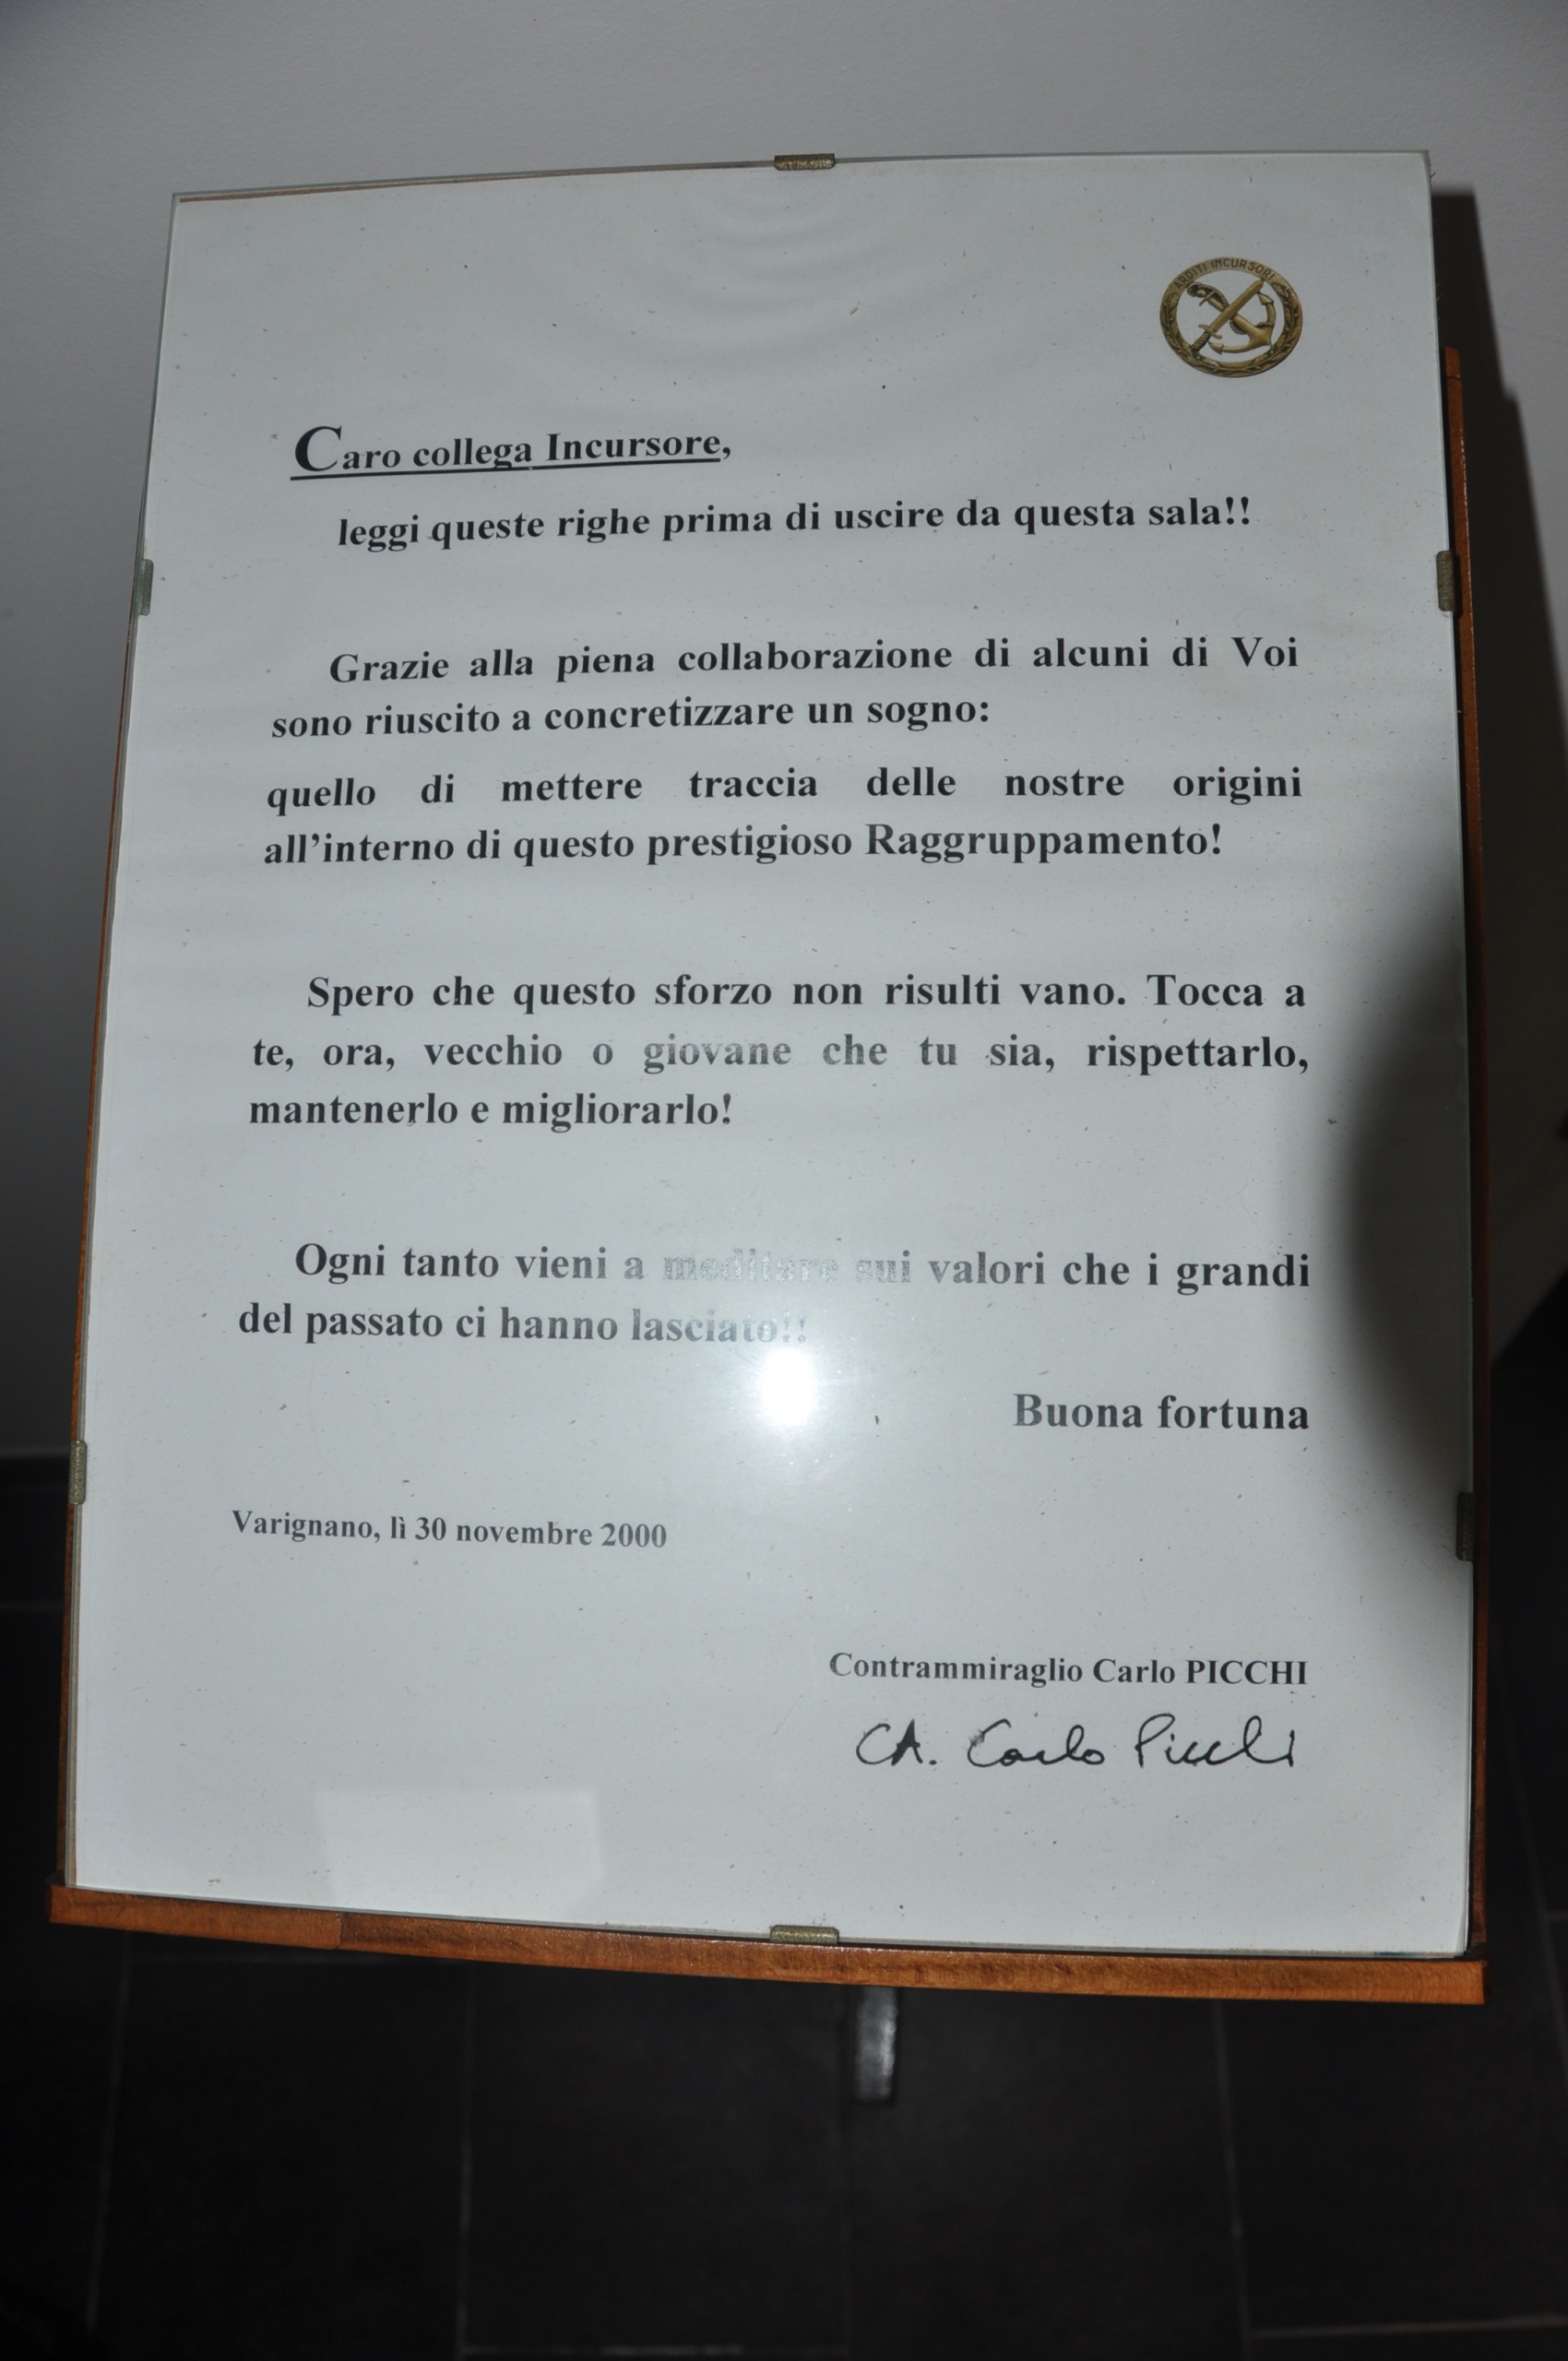 ARDITI INCURSORI
Caro collega Incursore,
leggi queste righe prima di uscire da questa sala!!
Grazie alla piena collaborazione di alcuni di Voi
sono riuscito a concretizzare un sogno:
quello di mettere traccia delle nostre origini
all'interno di questo prestigioso Raggruppamento!
Spero che questo sforzo non risulti vano. Tocca a
te, ora, vecchio o giovane che tu sia, rispettarlo,
mantenerlo e migliorarlo!
Ogni tanto vieni a meditare sui valori che i grandi
del passato ci hanno lasciato!!
Buona fortuna
Varignano, lì 30 novembre 2000
Contrammiraglio Carlo PICCHI
CA. Carlo Picchi